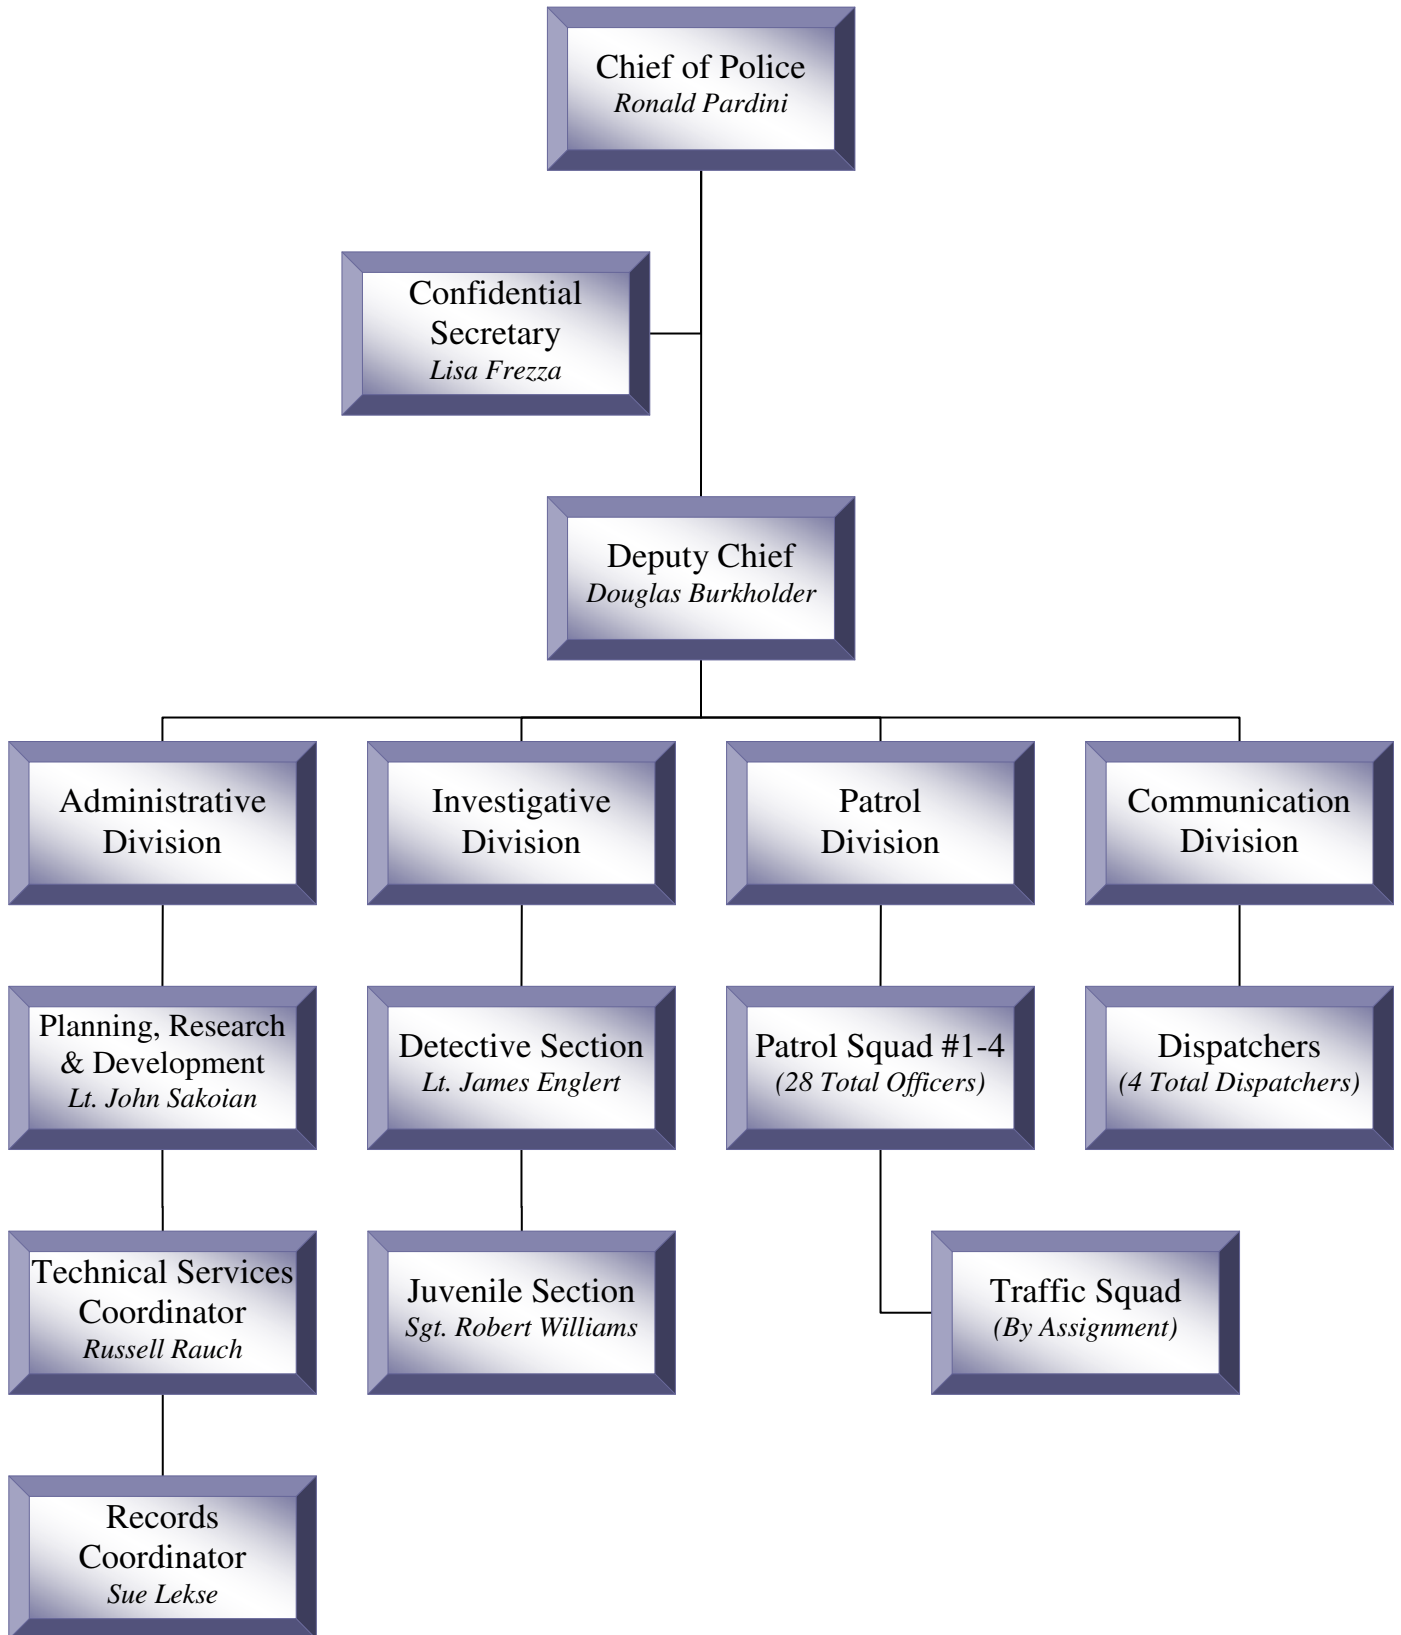 Chief of Police
Ronald Pardini
Confidential
Secretary
Lisa Frezza
Deputy Chief
Douglas Burkholder
Administrative
Division
Investigative
Division
Patrol
Division
Communication
Division
Planning, Research
& Development
Lt. John Sakoian
Detective Section
Lt. James Englert
Patrol Squad #1-4
(28 Total Officers)
Dispatchers
(4 Total Dispatchers)
Technical Services
Coordinator
Russell Rauch
Juvenile Section
Sgt. Robert Williams
Traffic Squad
(By Assignment)
Records
Coordinator
Sue Lekse